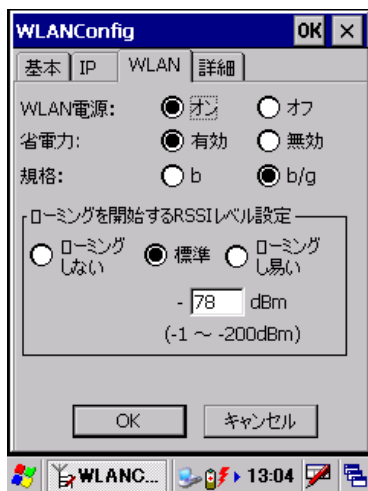 WLANConfig OK ×
基本 IP WLAN 詳細
WLAN電源: オン オフ
省電力: 有効 無効
規格: b b/g
ローミングを開始するRSSIレベル設定
ローミングしない 標準 ローミングし易い
- 78 dBm
(-1 ~ -200dBm)
OK キャンセル
WLANC... 13:04